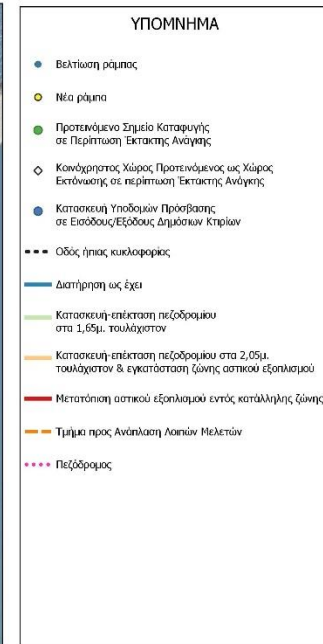 ΥΠΟΜΝΗΜΑ
Βελτίωση ράμπας
Νέα ράμπα
Προτεινόμενο Σημείο Καταφυγής
σε Περίπτωση Έκτακτης Ανάγκης
Κοινόχρηστος Χώρος Προτεινόμενος ως Χώρος
Εκτόνωσης σε περίπτωση Έκτακτης Ανάγκης
Κατασκευή Υποδομών Πρόσβασης
σε Εισόδους/Εξόδους Δημόσιων Κτιρίων
Οδός ήπιας κυκλοφορίας
Διατήρηση ως έχει
Κατασκευή-επέκταση πεζοδρομίου
στα 1,65μ. τουλάχιστον
Κατασκευή-επέκταση πεζοδρομίου στα 2,05μ.
τουλάχιστον & εγκατάσταση ζώνης αστικού εξοπλισμού
Μετατόπιση αστικού εξοπλισμού εντός κατάλληλης ζώνης
Τμήμα προς Ανάπλαση Λοιπών Μελετών
Πεζόδρομος